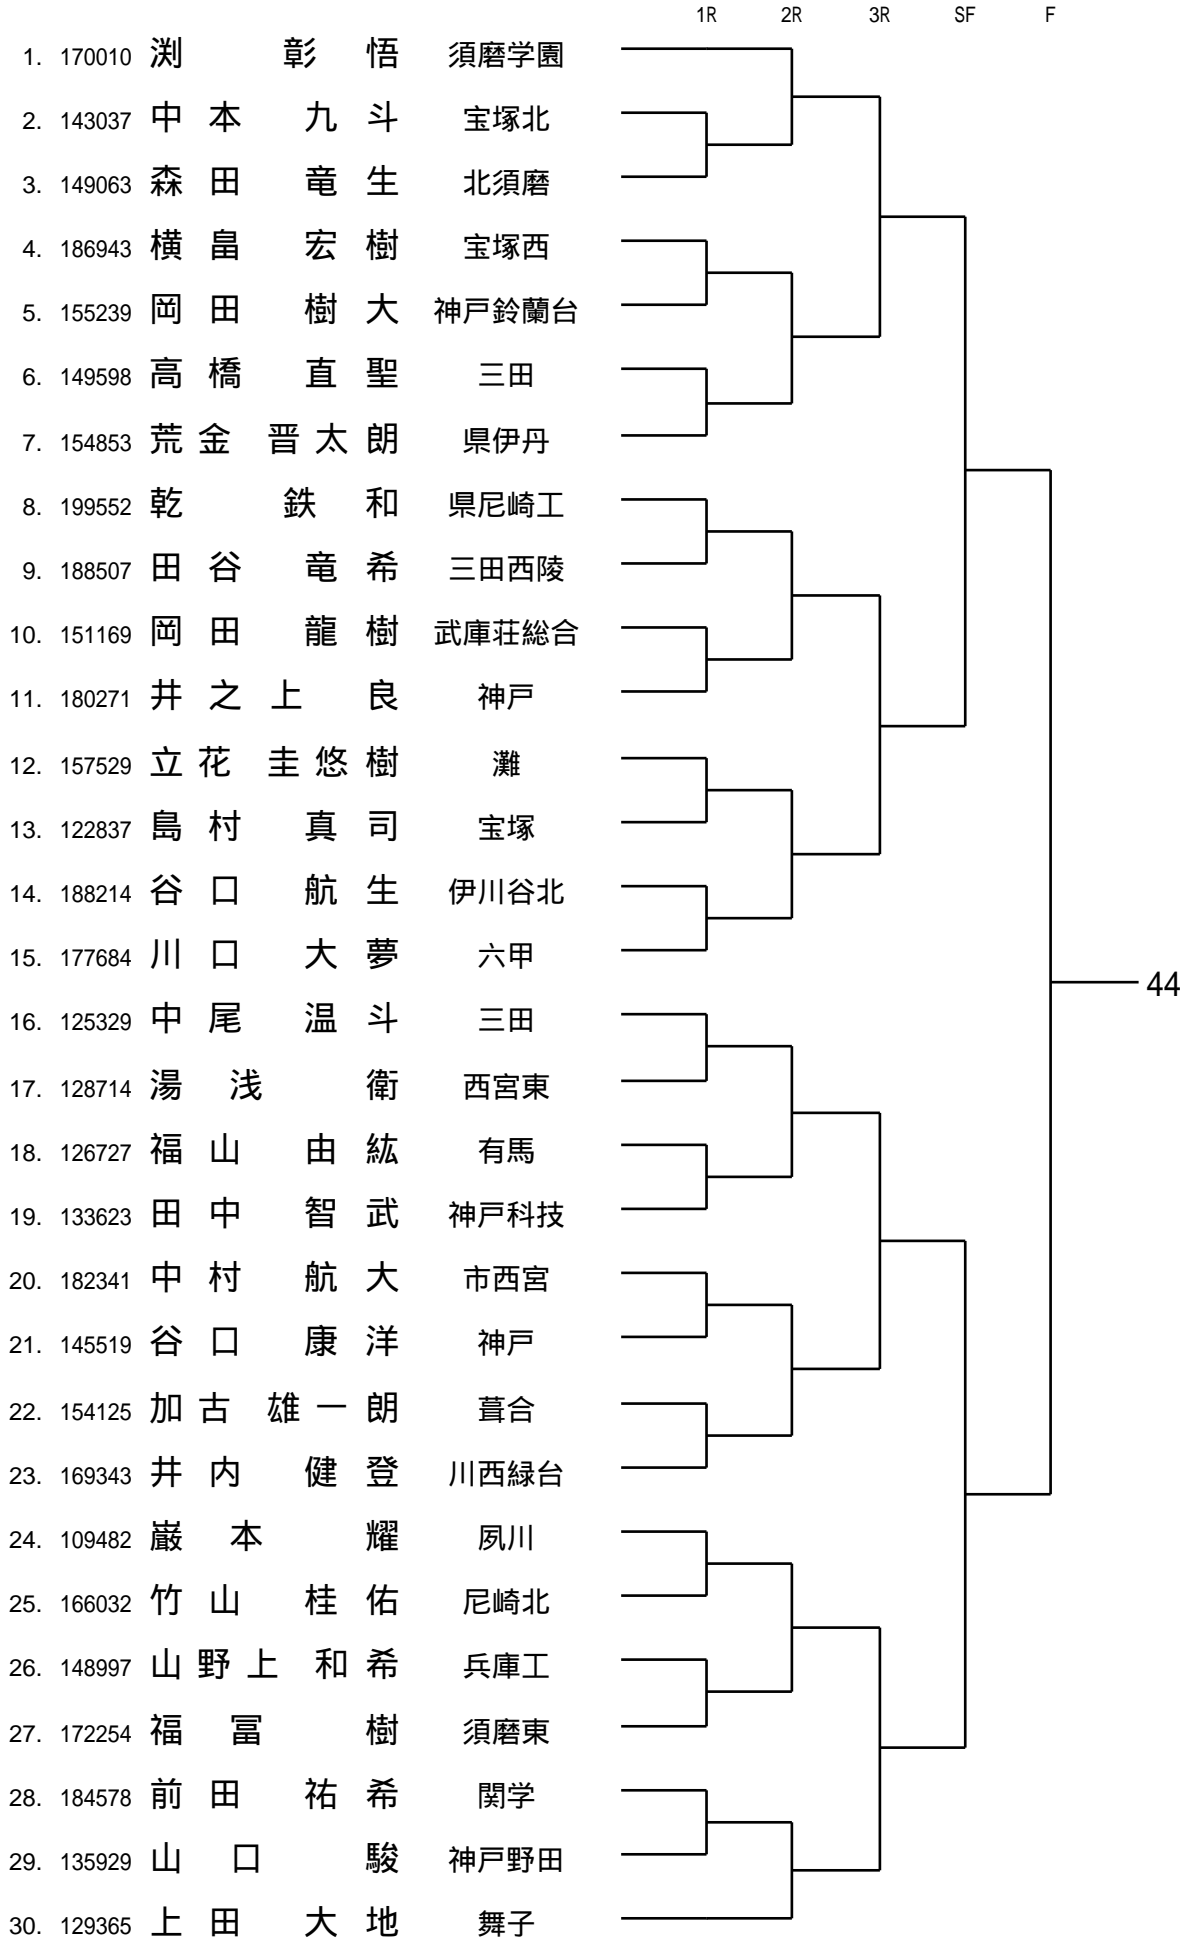 1R 2R 3R SF F
1. 170010 渕 彰 悟 須磨学園
2. 143037 中 本 九 斗 宝塚北
3. 149063 森 田 竜 生 北須磨
4. 186943 横 畠 宏 樹 宝塚西
5. 155239 岡 田 樹 大 神戸鈴蘭台
6. 149598 高 橋 直 聖 三田
7. 154853 荒 金 晋 太 朗 県伊丹
8. 199552 乾 鉄 和 県尼崎工
9. 188507 田 谷 竜 希 三田西陵
10. 151169 岡 田 龍 樹 武庫荘総合
11. 180271 井 之 上 良 神戸
12. 157529 立 花 圭 悠 樹 灘
13. 122837 島 村 真 司 宝塚
14. 188214 谷 口 航 生 伊川谷北
15. 177684 川 口 大 夢 六甲
44
16. 125329 中 尾 温 斗 三田
17. 128714 湯 浅 衛 西宮東
18. 126727 福 山 由 紘 有馬
19. 133623 田 中 智 武 神戸科技
20. 182341 中 村 航 大 市西宮
21. 145519 谷 口 康 洋 神戸
22. 154125 加 古 雄 一 朗 葺合
23. 169343 井 内 健 登 川西緑台
24. 109482 巌 本 耀 夙川
25. 166032 竹 山 桂 佑 尼崎北
26. 148997 山 野 上 和 希 兵庫工
27. 172254 福 冨 樹 須磨東
28. 184578 前 田 祐 希 関学
29. 135929 山 口 駿 神戸野田
30. 129365 上 田 大 地 舞子